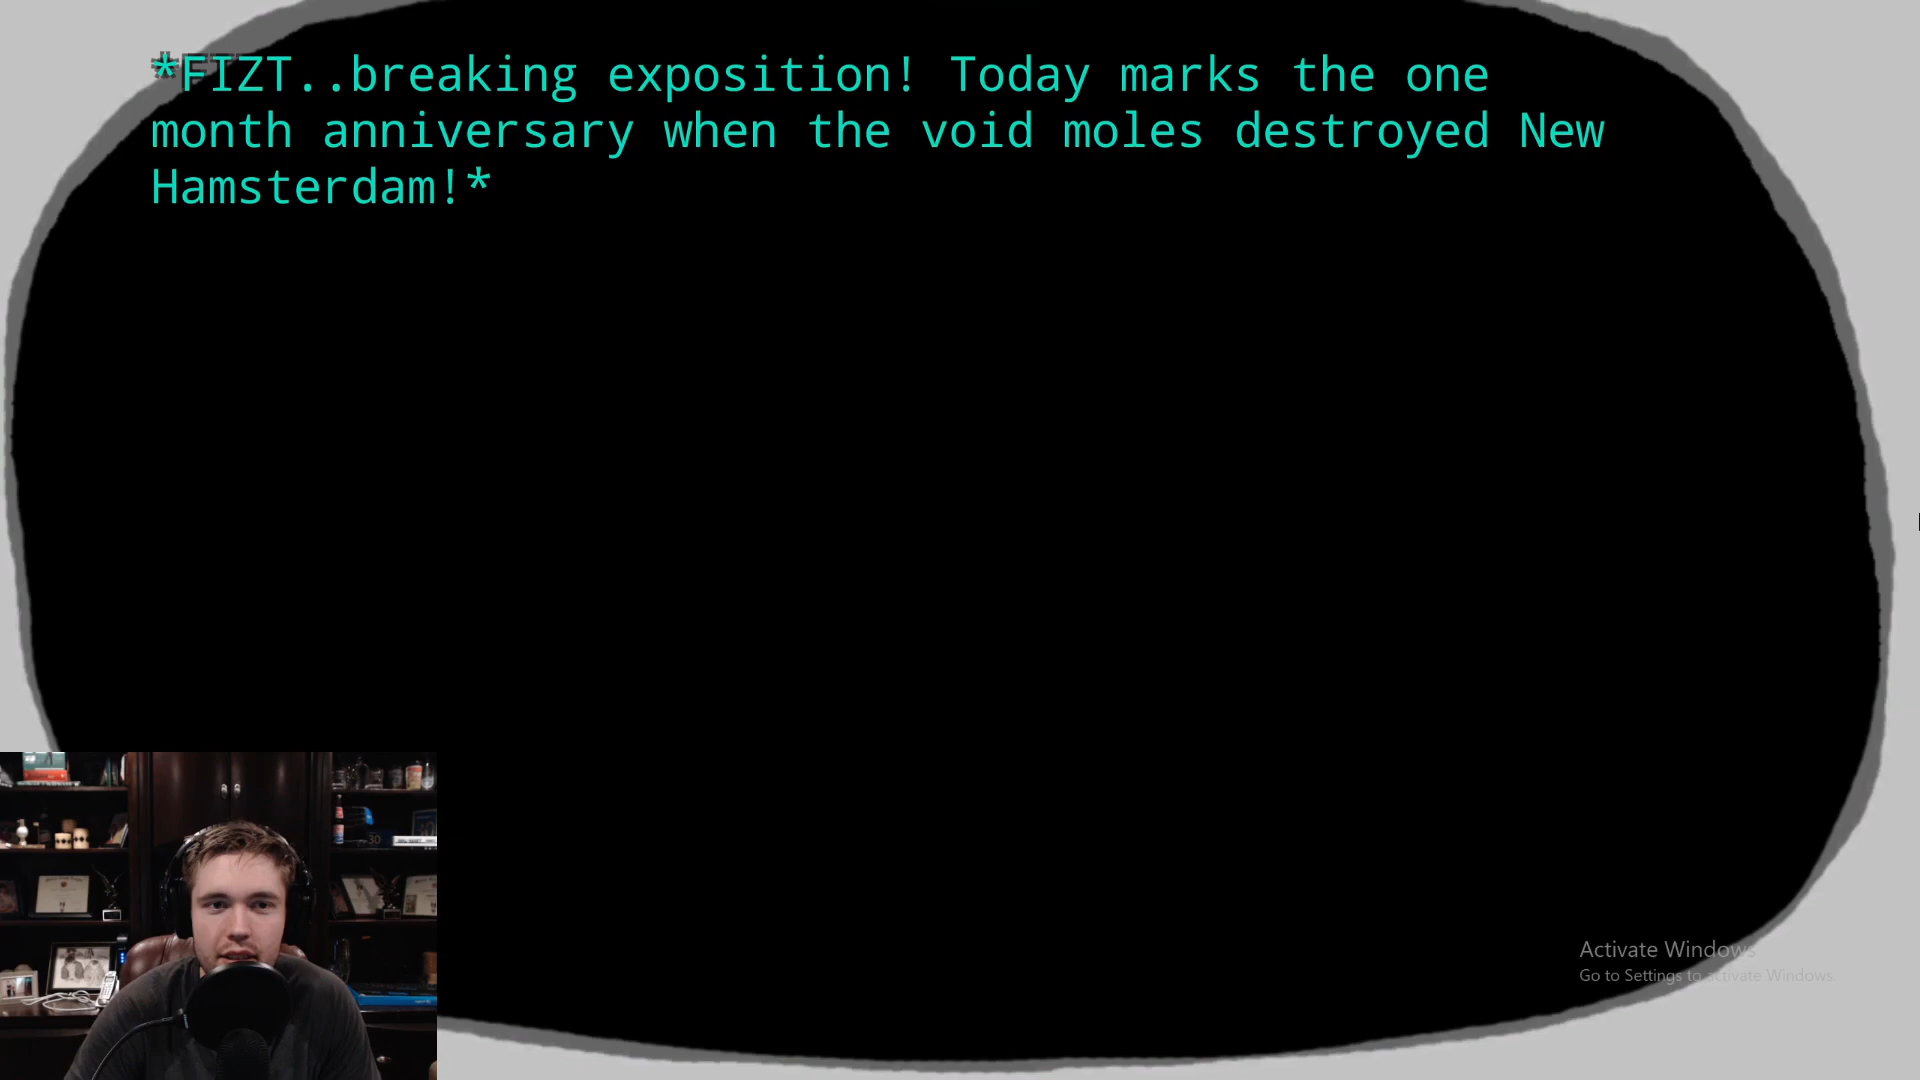 *FIZT..breaking exposition! Today marks the one
month anniversary when the void moles destroyed New
Hamsterdam!*
Activate Windows
Go to Settings to activate Windows.